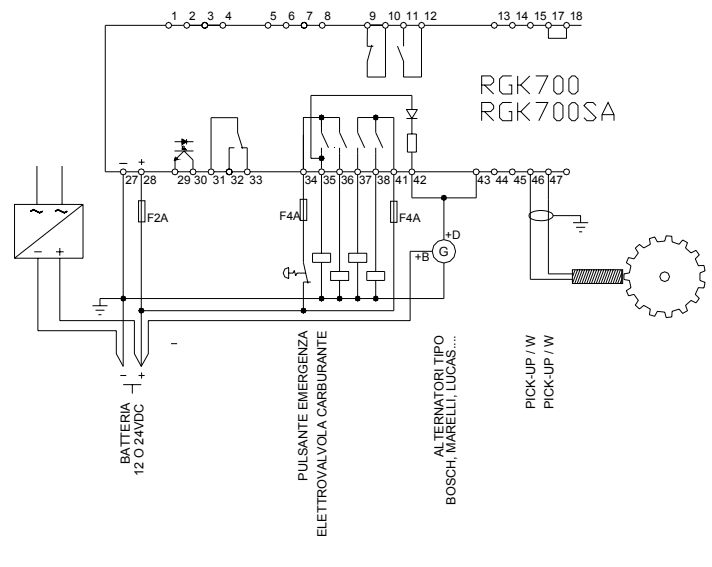 1 2 3 4 5 6 7 8 9 10 11 12 13 14 15 17 18
RGK700
RGK700SA
− +
27 28 29 30 31 32 33 34 35 36 37 38 41 42 43 44 45 46 47
~ ~
− +
F2A
F4A
F4A
+D
+B
G
−
− +
BATTERIA
12 O 24VDC
PULSANTE EMERGENZA
ELETTROVALVOLA CARBURANTE
ALTERNATORI TIPO
BOSCH, MARELLI, LUCAS....
PICK-UP / W
PICK-UP / W